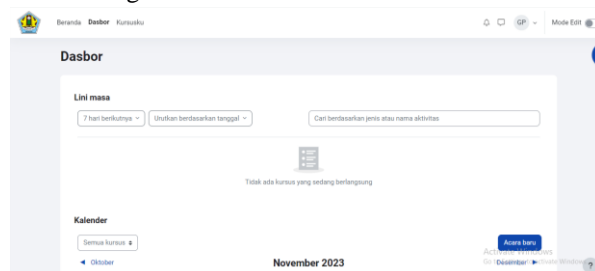 Beranda Dasbor Kursusku GP Mode Edit
Dasbor
Lini masa
7 hari berikutnya Urutkan berdasarkan tanggal Cari berdasarkan jenis atau nama aktivitas
Tidak ada kursus yang sedang berlangsung
Kalender
Semua kursus Acara baru
Activate Windows
Oktober November 2023 Desember
?